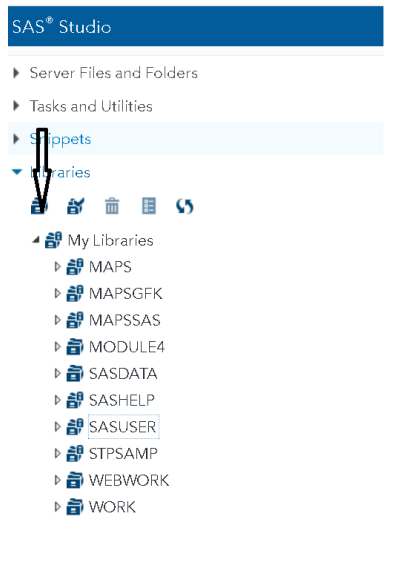 SAS® Studio
Server Files and Folders
Tasks and Utilities
Snippets
Libraries
My Libraries
MAPS
MAPSGFK
MAPSSAS
MODULE4
SASDATA
SASHELP
SASUSER
STPSAMP
WEBWORK
WORK